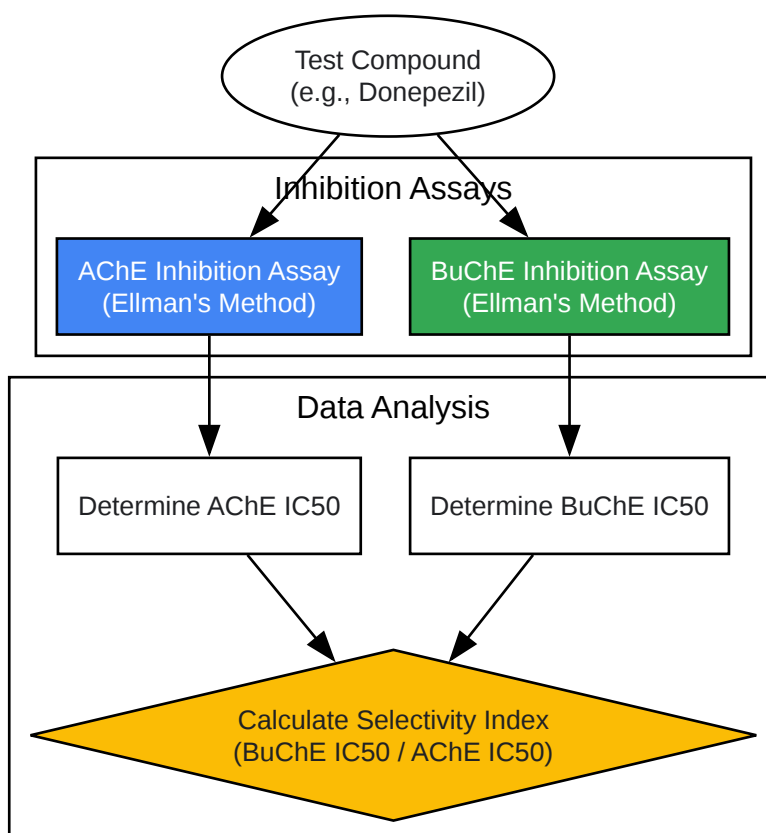 Test Compound
(e.g., Donepezil)
Inhibition Assays
AChE Inhibition Assay
(Ellman's Method)
BuChE Inhibition Assay
(Ellman's Method)
Data Analysis
Determine AChE IC50
Determine BuChE IC50
Calculate Selectivity Index
(BuChE IC50 / AChE IC50)